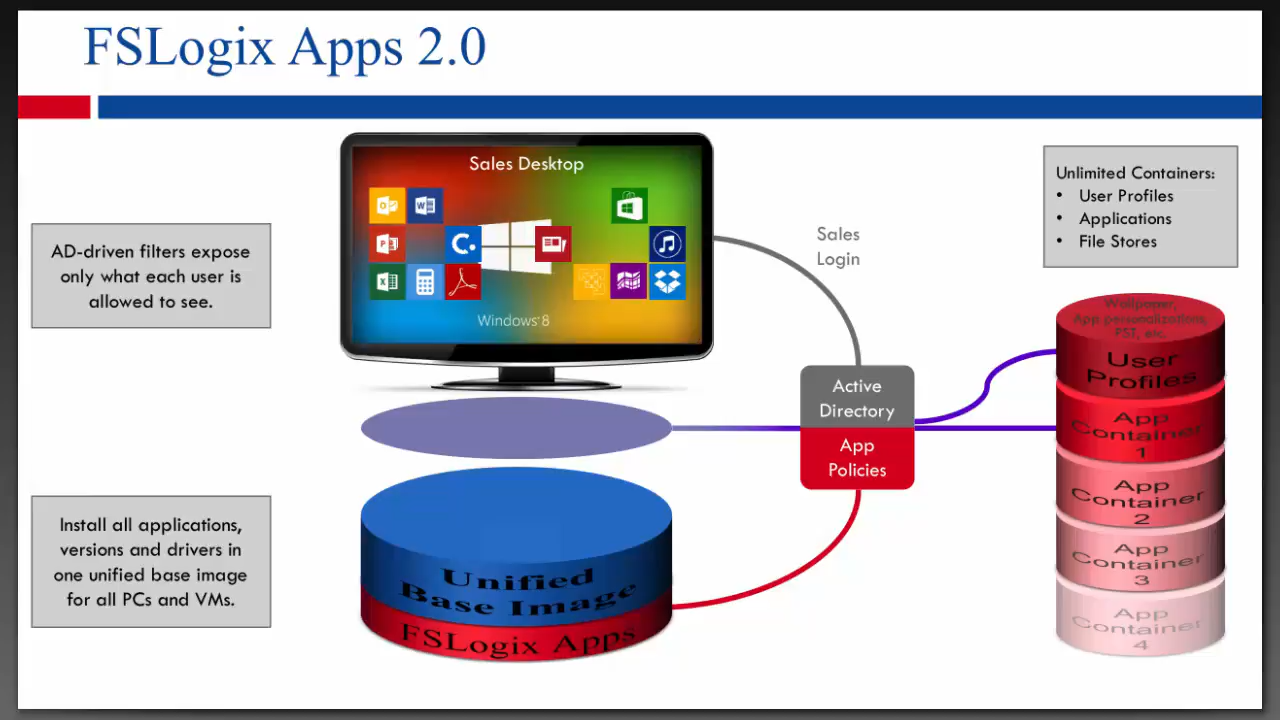 FSLogix Apps 2.0
Sales Desktop
Windows 8
AD-driven filters expose
only what each user is
allowed to see.
Install all applications,
versions and drivers in
one unified base image
for all PCs and VMs.
Unified
Base Image
FSLogix Apps
Sales
Login
Active
Directory
App
Policies
Unlimited Containers:
• User Profiles
• Applications
• File Stores
Wallpaper,
App personalizations,
PST, etc.
User
Profiles
App
Container
1
App
Container
2
App
Container
3
App
Container
4